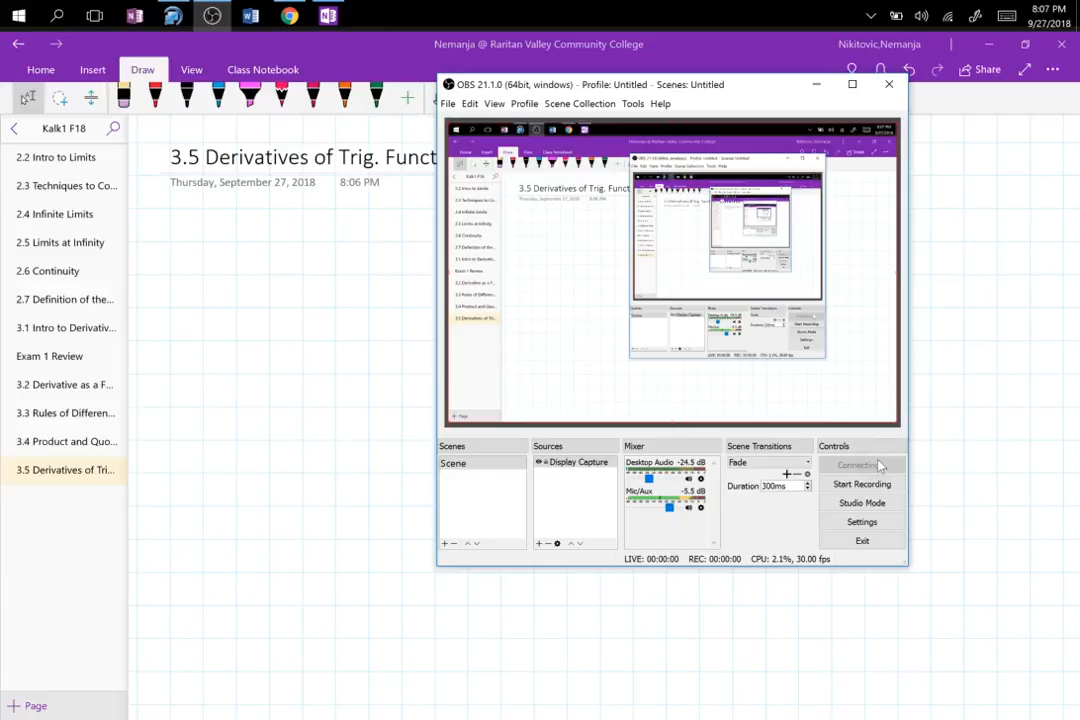 8:07 PM
9/27/2018
Nemanja @ Raritan Valley Community College
Nikitovic,Nemanja
Home Insert Draw View Class Notebook
Share
Kalk1 F18
2.2 Intro to Limits
2.3 Techniques to Co...
2.4 Infinite Limits
2.5 Limits at Infinity
2.6 Continuity
2.7 Definition of the...
3.1 Intro to Derivativ...
Exam 1 Review
3.2 Derivative as a F...
3.3 Rules of Differen...
3.4 Product and Quo...
3.5 Derivatives of Tri...
Page
3.5 Derivatives of Trig. Funct
Thursday, September 27, 2018 8:06 PM
OBS 21.1.0 (64bit, windows) - Profile: Untitled - Scenes: Untitled
File Edit View Profile Scene Collection Tools Help
Scenes Sources Mixer Scene Transitions Controls
Scene
Display Capture
Desktop Audio -24.5 dB
Mic/Aux -5.5 dB
Fade
Duration 300ms
Connecting
Start Recording
Studio Mode
Settings
Exit
LIVE: 00:00:00 REC: 00:00:00 CPU: 2.1%, 30.00 fps